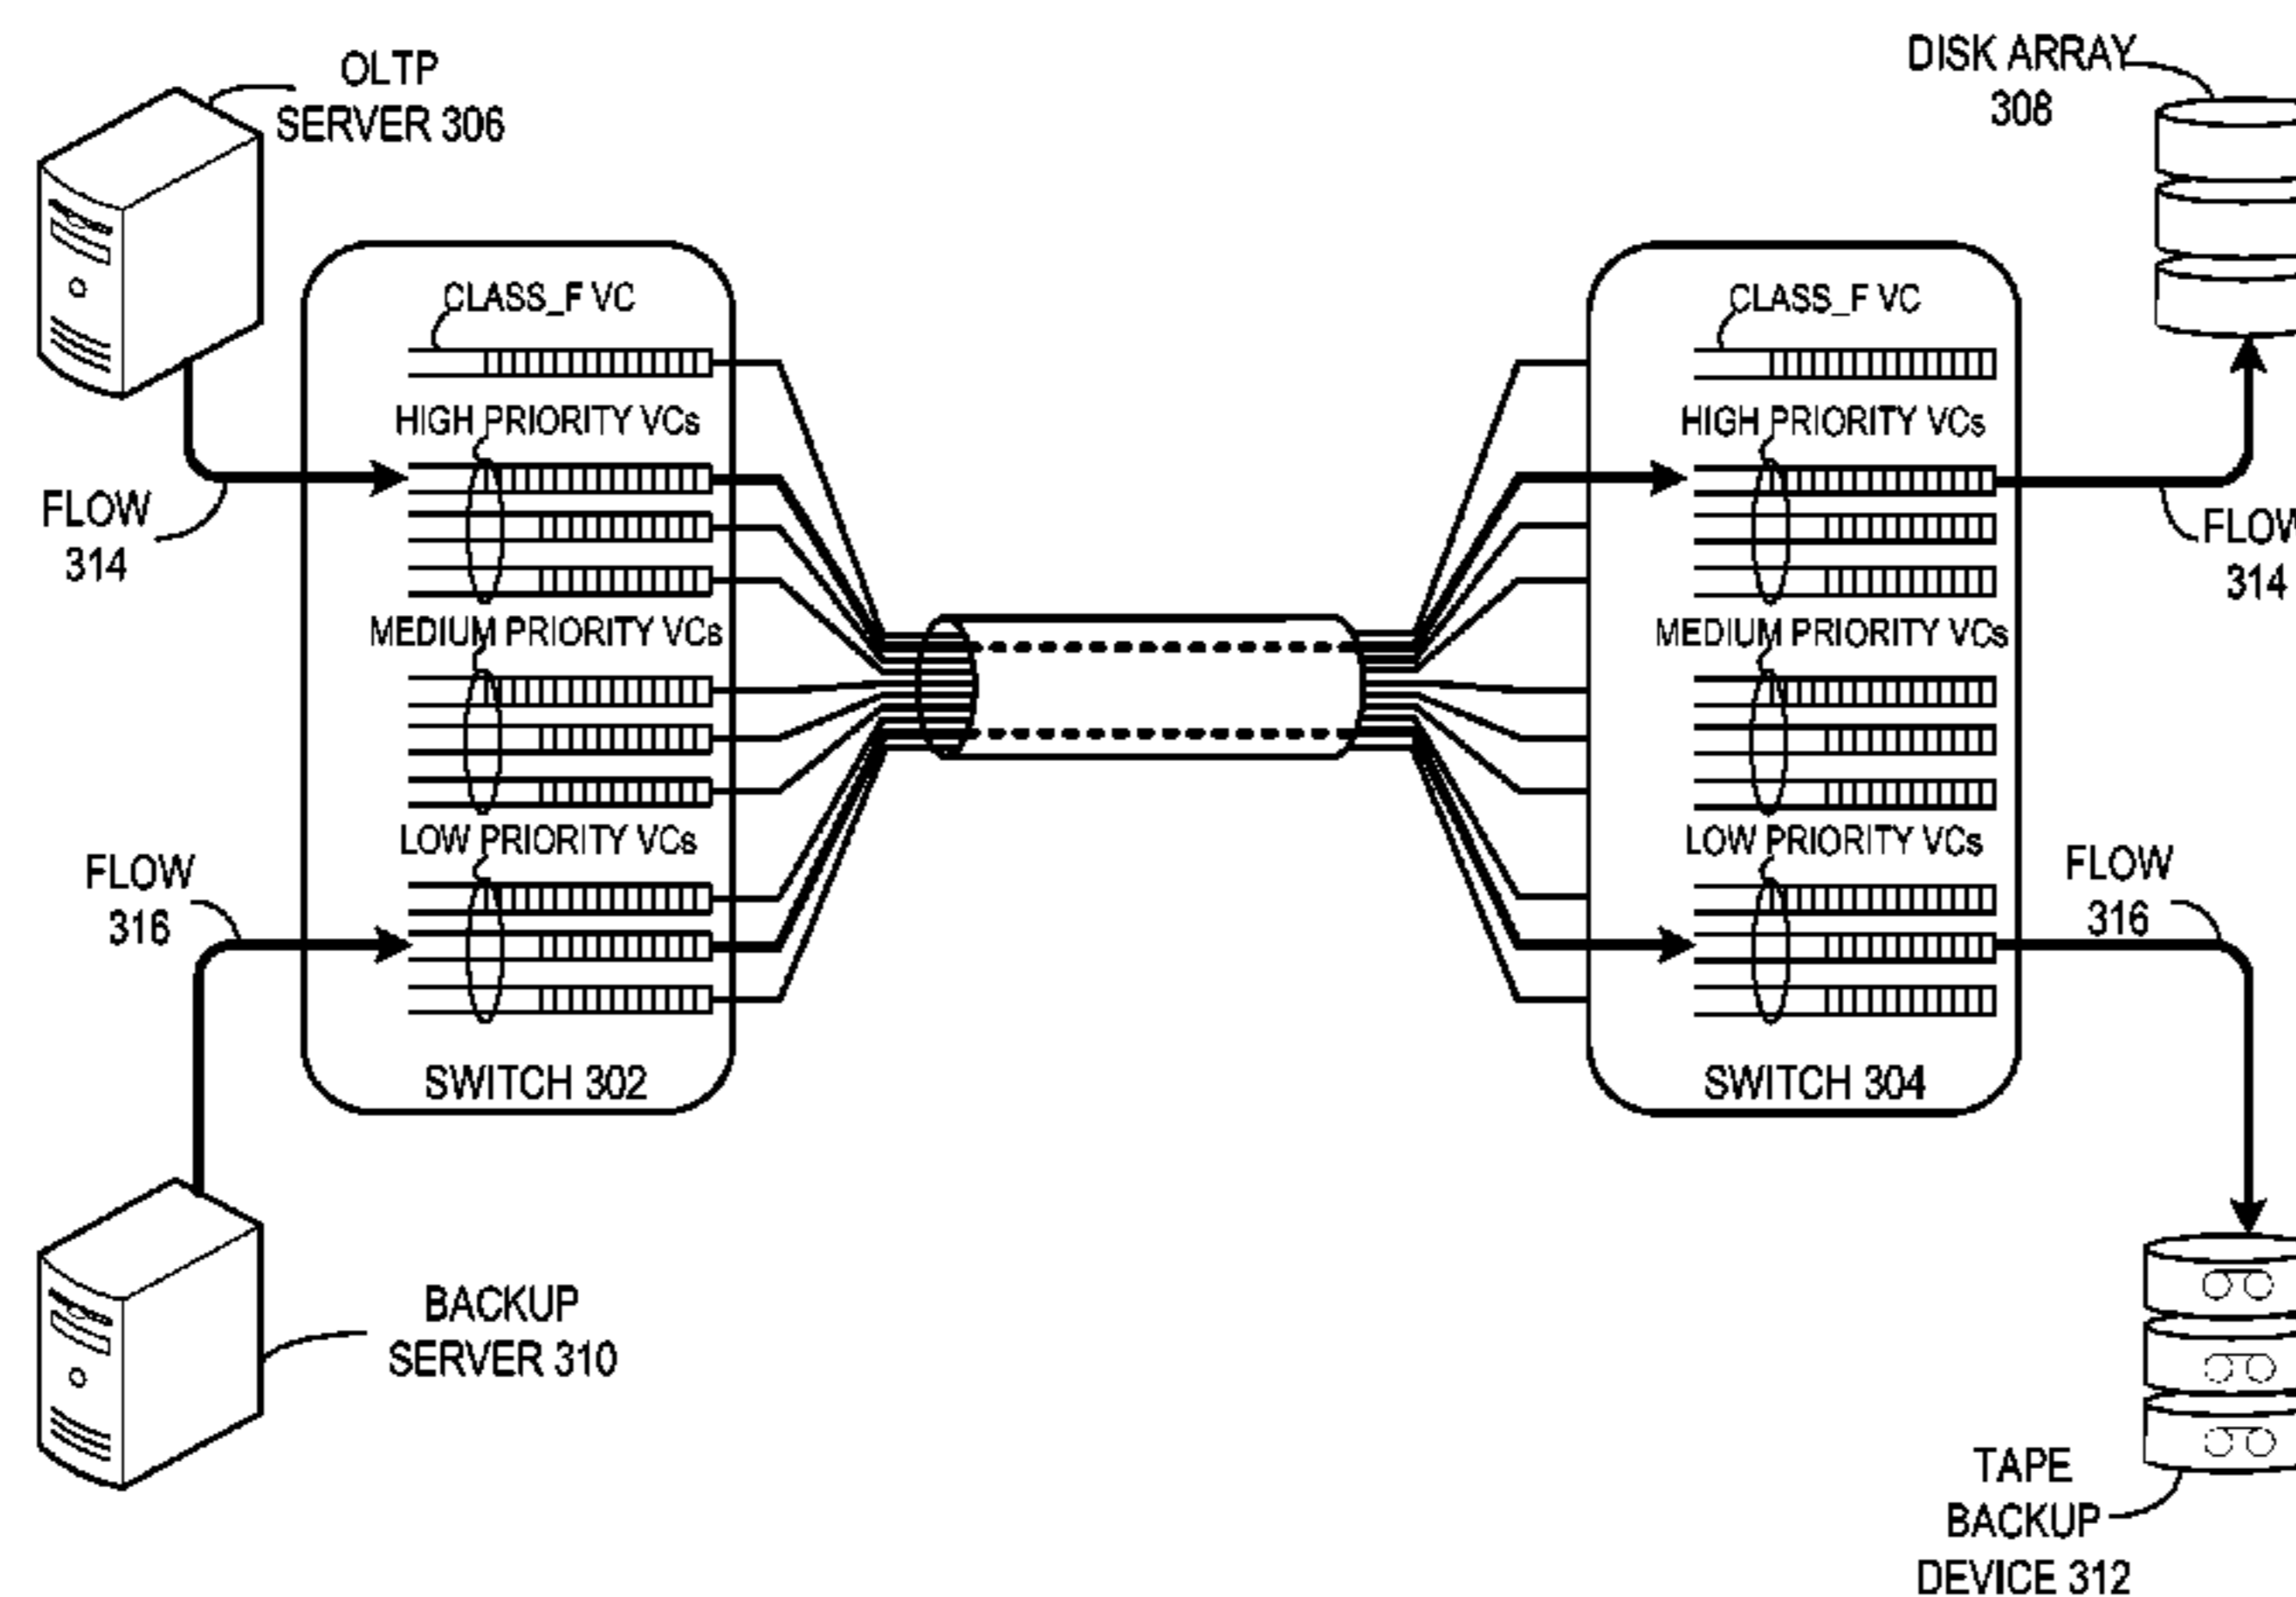 OLTP
SERVER 306
DISK ARRAY
308
CLASS_F VC
HIGH PRIORITY VCs
MEDIUM PRIORITY VCs
LOW PRIORITY VCs
SWITCH 302
CLASS_F VC
HIGH PRIORITY VCs
MEDIUM PRIORITY VCs
LOW PRIORITY VCs
SWITCH 304
FLOW
314
FLOW
314
FLOW
316
FLOW
316
BACKUP
SERVER 310
TAPE
BACKUP
DEVICE 312